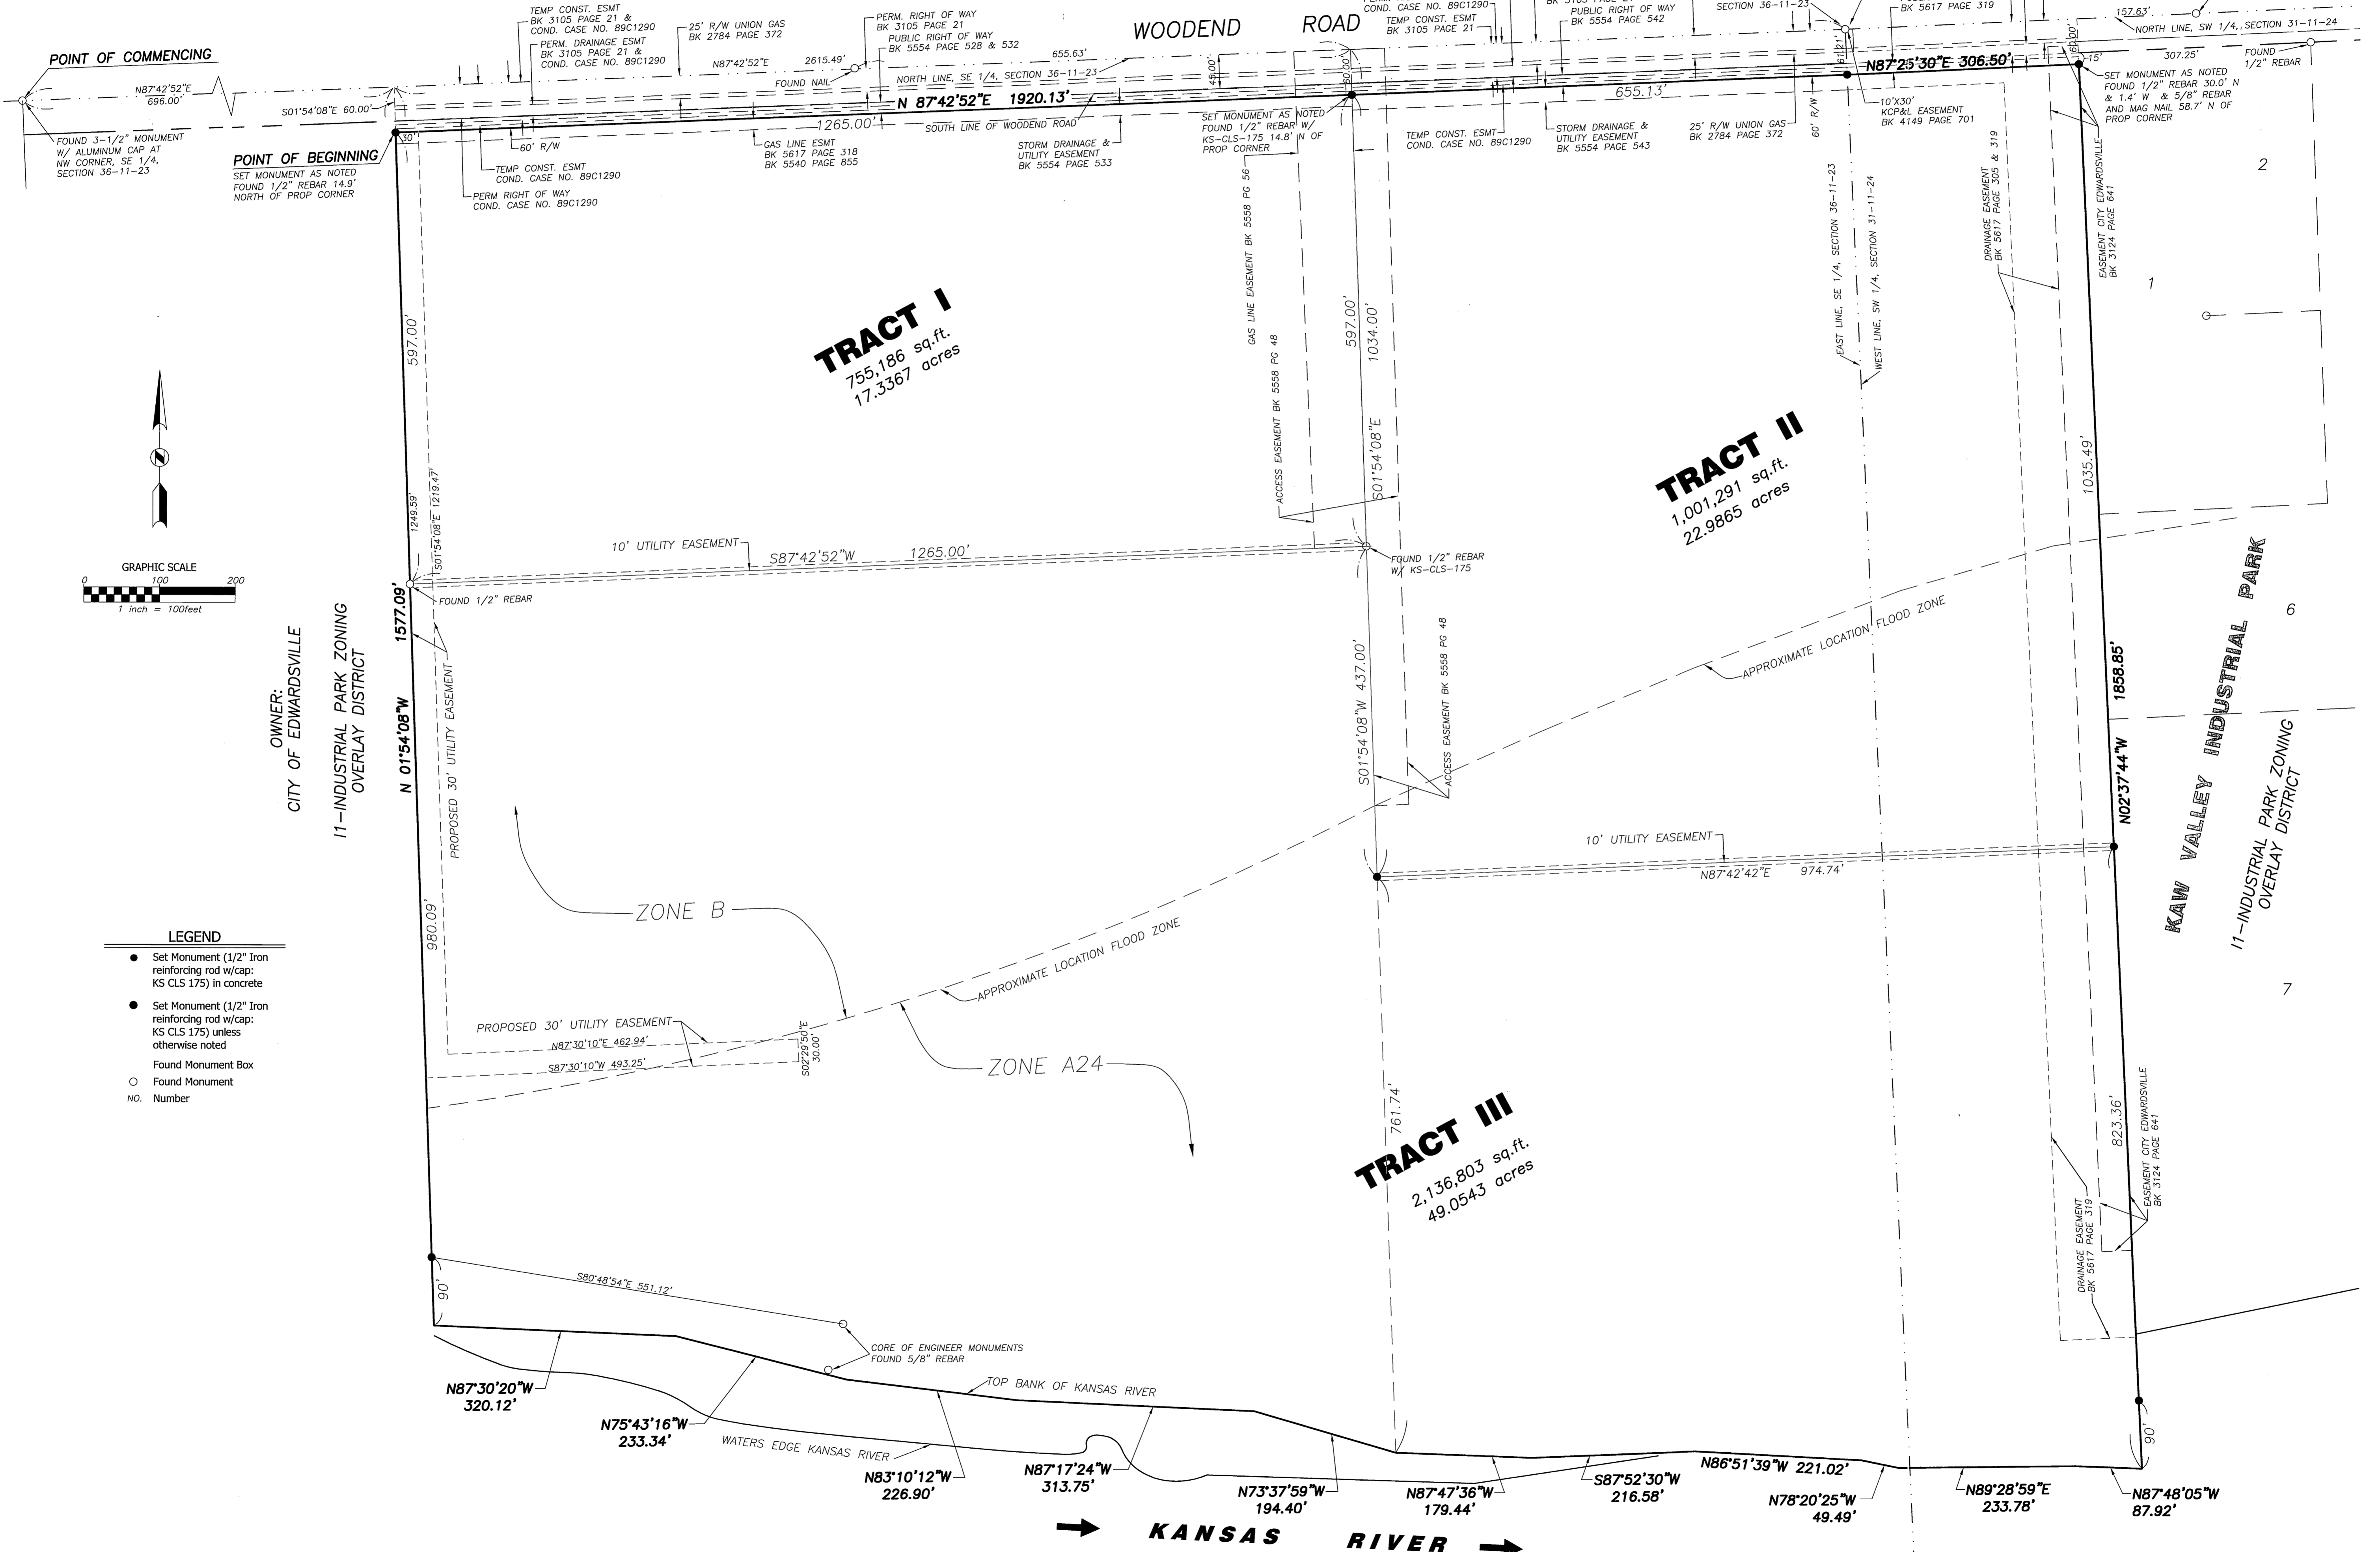 TEMP CONST. ESMT
BK 3105 PAGE 21 &
COND. CASE NO. 89C1290
PERM. DRAINAGE ESMT
BK 3105 PAGE 21 &
COND. CASE NO. 89C1290
25' R/W UNION GAS
BK 2784 PAGE 372
PERM. RIGHT OF WAY
BK 3105 PAGE 21
PUBLIC RIGHT OF WAY
BK 5554 PAGE 528 & 532
WOODEND ROAD
COND. CASE NO. 89C1290
TEMP CONST. ESMT
BK 3105 PAGE 21
PUBLIC RIGHT OF WAY
BK 5554 PAGE 542
SECTION 36-11-23
BK 5617 PAGE 319
157.63'
NORTH LINE, SW 1/4, SECTION 31-11-24
POINT OF COMMENCING
N87°42'52"E
696.00'
S01°54'08"E 60.00'
N87°42'52"E 2615.49'
FOUND NAIL
NORTH LINE, SE 1/4, SECTION 36-11-23
655.63'
45.00'
60.00'
61.21'
60.00'
15'
307.25'
FOUND
1/2" REBAR
N 87°42'52"E 1920.13'
1265.00'
SOUTH LINE OF WOODEND ROAD
655.13'
N87°25'30"E 306.50'
SET MONUMENT AS NOTED
FOUND 1/2" REBAR 30.0' N
& 1.4' W & 5/8" REBAR
AND MAG NAIL 58.7' N OF
PROP CORNER
FOUND 3-1/2" MONUMENT
W/ ALUMINUM CAP AT
NW CORNER, SE 1/4,
SECTION 36-11-23
POINT OF BEGINNING
SET MONUMENT AS NOTED
FOUND 1/2" REBAR 14.9'
NORTH OF PROP CORNER
30'
60' R/W
TEMP CONST. ESMT
COND. CASE NO. 89C1290
PERM RIGHT OF WAY
COND. CASE NO. 89C1290
GAS LINE ESMT
BK 5617 PAGE 318
BK 5540 PAGE 855
STORM DRAINAGE &
UTILITY EASEMENT
BK 5554 PAGE 533
SET MONUMENT AS NOTED
FOUND 1/2" REBAR W/
KS-CLS-175 14.8' N OF
PROP CORNER
TEMP CONST. ESMT
COND. CASE NO. 89C1290
STORM DRAINAGE &
UTILITY EASEMENT
BK 5554 PAGE 543
25' R/W UNION GAS
BK 2784 PAGE 372
60' R/W
10'X30'
KCP&L EASEMENT
BK 4149 PAGE 701
EASEMENT CITY EDWARDSVILLE
BK 3124 PAGE 641
DRAINAGE EASEMENT
BK 5617 PAGE 305 & 319
EAST LINE, SE 1/4, SECTION 36-11-23
WEST LINE, SW 1/4, SECTION 31-11-24
GAS LINE EASEMENT BK 5558 PG 56
ACCESS EASEMENT BK 5558 PG 48
2
1
TRACT I
755,186 sq.ft.
17.3367 acres
TRACT II
1,001,291 sq.ft.
22.9865 acres
597.00'
597.00'
1034.00'
S01°54'08"E
1035.49'
1249.59'
S01°54'08"E 1219.47'
GRAPHIC SCALE
0 100 200
1 inch = 100feet
10' UTILITY EASEMENT
S87°42'52"W 1265.00'
FOUND 1/2" REBAR
W/ KS-CLS-175
FOUND 1/2" REBAR
OWNER:
CITY OF EDWARDSVILLE
I1-INDUSTRIAL PARK ZONING
OVERLAY DISTRICT
N 01°54'08"W 1577.09'
PROPOSED 30' UTILITY EASEMENT
S01°54'08"W 437.00'
ACCESS EASEMENT BK 5558 PG 48
APPROXIMATE LOCATION FLOOD ZONE
KAW VALLEY INDUSTRIAL PARK
6
I1-INDUSTRIAL PARK ZONING
OVERLAY DISTRICT
N02°37'44"W 1858.85'
10' UTILITY EASEMENT
N87°42'42"E 974.74'
ZONE B
980.09'
APPROXIMATE LOCATION FLOOD ZONE
7
LEGEND
Set Monument (1/2" Iron
reinforcing rod w/cap:
KS CLS 175) in concrete
Set Monument (1/2" Iron
reinforcing rod w/cap:
KS CLS 175) unless
otherwise noted
Found Monument Box
Found Monument
NO. Number
PROPOSED 30' UTILITY EASEMENT
N87°30'10"E 462.94'
S87°30'10"W 493.25'
S02°29'50"E
30.00'
ZONE A24
TRACT III
2,136,803 sq.ft.
49.0543 acres
761.74'
823.36'
EASEMENT CITY EDWARDSVILLE
BK 3124 PAGE 641
DRAINAGE EASEMENT
BK 5617 PAGE 319
90'
S80°48'54"E 551.12'
CORE OF ENGINEER MONUMENTS
FOUND 5/8" REBAR
TOP BANK OF KANSAS RIVER
WATERS EDGE KANSAS RIVER
90'
N87°30'20"W
320.12'
N75°43'16"W
233.34'
N83°10'12"W
226.90'
N87°17'24"W
313.75'
N73°37'59"W
194.40'
N87°47'36"W
179.44'
S87°52'30"W
216.58'
N86°51'39"W 221.02'
N78°20'25"W
49.49'
N89°28'59"E
233.78'
N87°48'05"W
87.92'
KANSAS RIVER